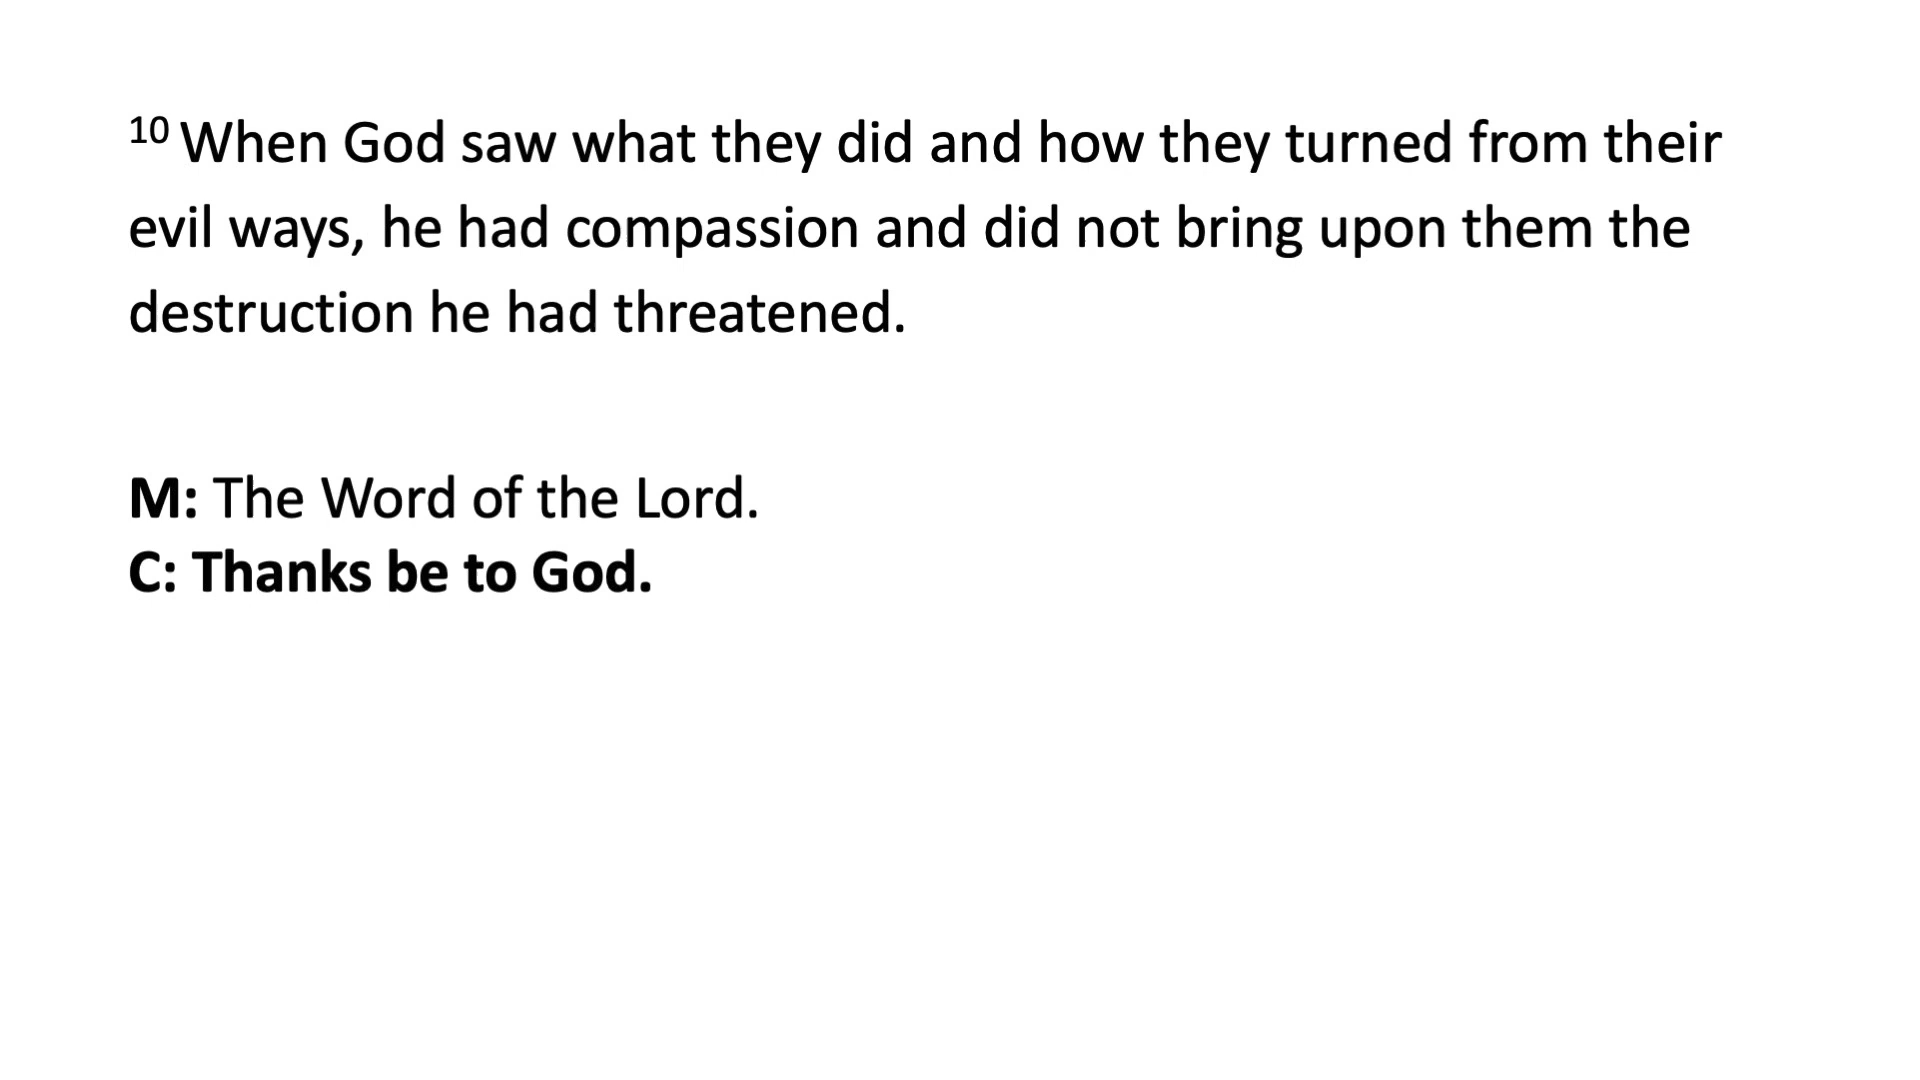 10 When God saw what they did and how they turned from their
evil ways, he had compassion and did not bring upon them the
destruction he had threatened.
M: The Word of the Lord.
C: Thanks be to God.